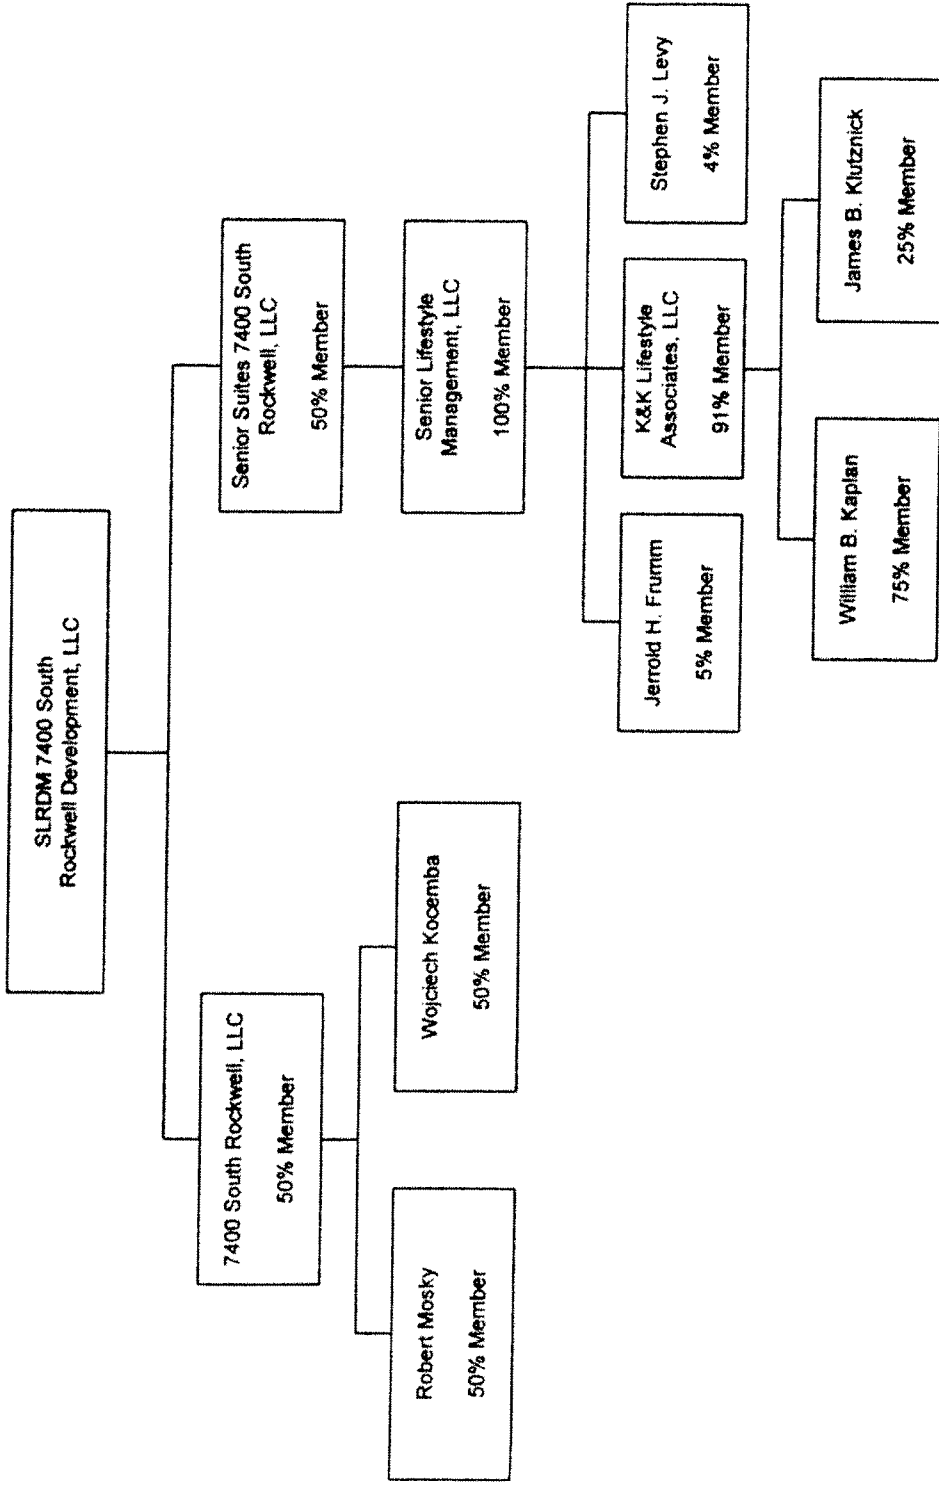 SLRDM 7400 South
Rockwell Development, LLC
7400 South Rockwell, LLC
50% Member
Senior Suites 7400 South
Rockwell, LLC
50% Member
Robert Mosky
50% Member
Wojciech Kocemba
50% Member
Senior Lifestyle
Management, LLC
100% Member
Jerrold H. Frumm
5% Member
K&K Lifestyle
Associates, LLC
91% Member
Stephen J. Levy
4% Member
William B. Kaplan
75% Member
James B. Klutznick
25% Member